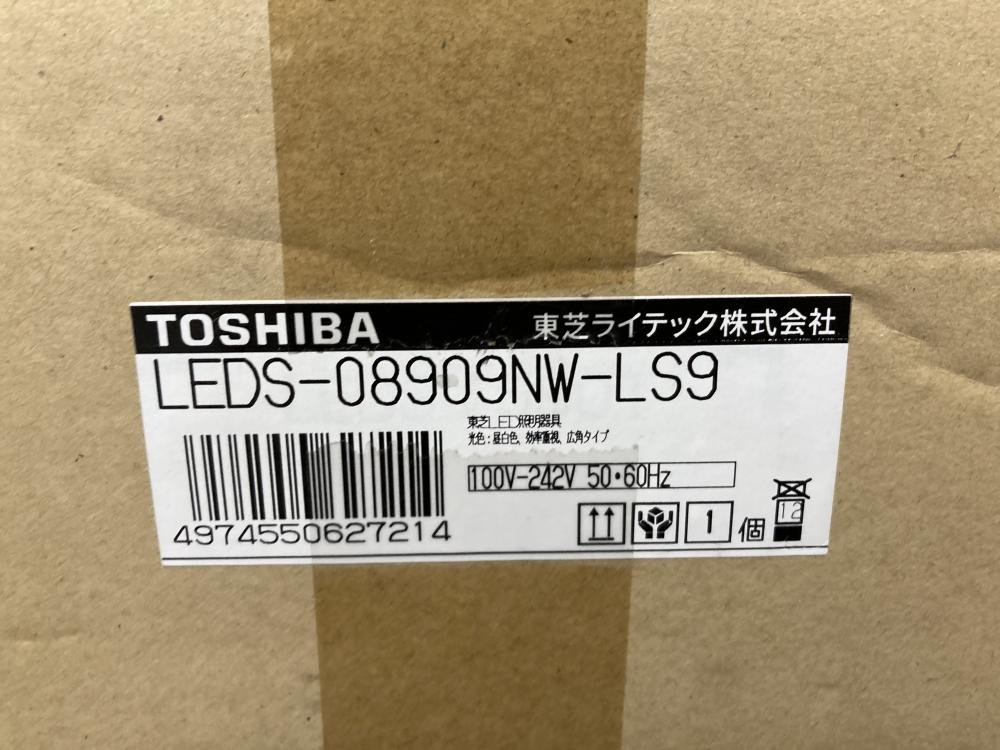 TOSHIBA 東芝ライテック株式会社
LEDS-08909NW-LS9
東芝LED照明器具
光色:昼白色、効率重視、広角タイプ
100V-242V 50・60Hz
4974550627214
1 個
12